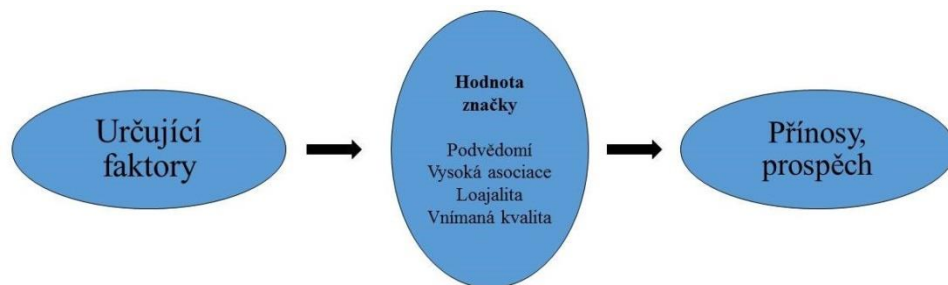 Určující
faktory
Hodnota
značky
Podvědomí
Vysoká asociace
Loajalita
Vnímaná kvalita
Přínosy,
prospěch